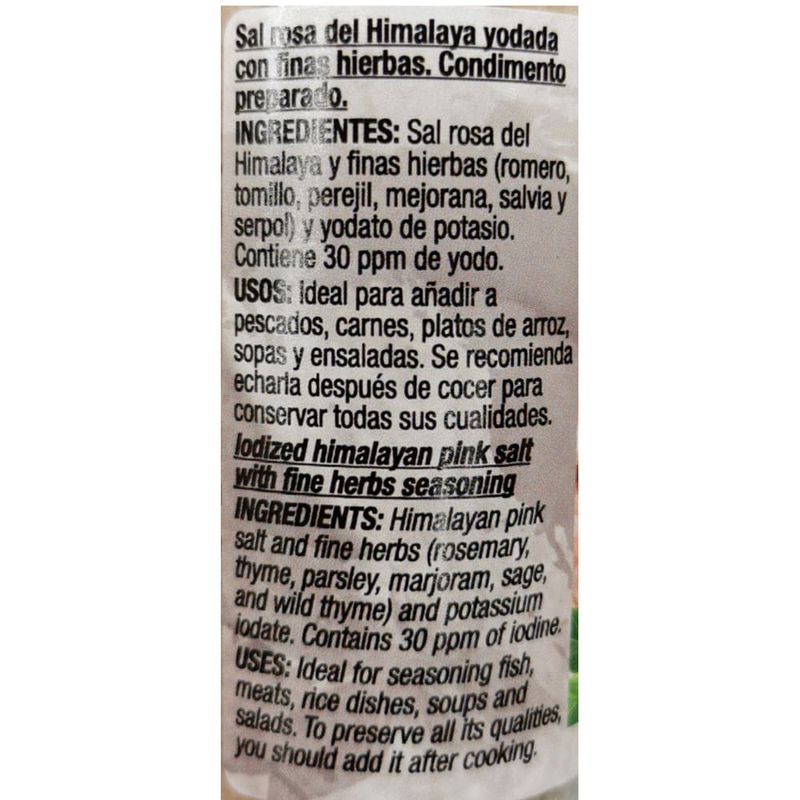 Sal rosa del Himalaya yodada
con finas hierbas. Condimento
preparado.
INGREDIENTES: Sal rosa del
Himalaya y finas hierbas (romero,
tomillo, perejil, mejorana, salvia y
serpol) y yodato de potasio.
Contiene 30 ppm de yodo.
USOS: Ideal para añadir a
pescados, carnes, platos de arroz,
sopas y ensaladas. Se recomienda
echarla después de cocer para
conservar todas sus cualidades.
Iodized himalayan pink salt
with fine herbs seasoning
INGREDIENTS: Himalayan pink
salt and fine herbs (rosemary,
thyme, parsley, marjoram, sage,
and wild thyme) and potassium
iodate. Contains 30 ppm of iodine.
USES: Ideal for seasoning fish,
meats, rice dishes, soups and
salads. To preserve all its qualities,
you should add it after cooking.